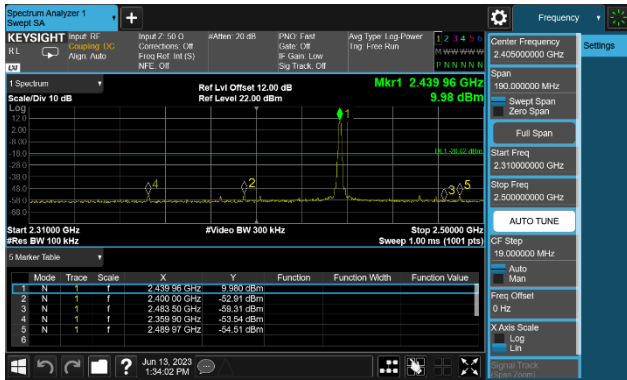 Spectrum Analyzer 1
Swept SA
+
Frequency
KEYSIGHT
RL
Input: RF
Coupling: DC
Align: Auto
Input Z: 50 Ω
Corrections: Off
Freq Ref: Int (S)
NFE: Off
#Atten: 20 dB
PNO: Fast
Gate: Off
IF Gain: Low
Sig Track: Off
Avg Type: Log-Power
Trig: Free Run
1 2 3 4 5 6
M W W W W W
P N N N N N
1 Spectrum
Scale/Div 10 dB
Ref Lvl Offset 12.00 dB
Ref Level 22.00 dBm
Mkr1 2.439 96 GHz
9.98 dBm
Log
12.0
2.00
-8.00
-18.0
-28.0
-38.0
-48.0
-58.0
-68.0
1
DL1 -20.02 dBm
4
2
3
5
Start 2.31000 GHz
#Res BW 100 kHz
#Video BW 300 kHz
Stop 2.50000 GHz
Sweep 1.00 ms (1001 pts)
5 Marker Table
Mode Trace Scale X Y Function Function Width Function Value
1 N 1 f 2.439 96 GHz 9.980 dBm
2 N 1 f 2.400 00 GHz -52.91 dBm
3 N 1 f 2.483 50 GHz -59.31 dBm
4 N 1 f 2.359 90 GHz -53.54 dBm
5 N 1 f 2.489 97 GHz -54.51 dBm
6
Jun 13, 2023
1:34:02 PM
Center Frequency
2.405000000 GHz
Settings
Span
190.000000 MHz
Swept Span
Zero Span
Full Span
Start Freq
2.310000000 GHz
Stop Freq
2.500000000 GHz
AUTO TUNE
CF Step
19.000000 MHz
Auto
Man
Freq Offset
0 Hz
X Axis Scale
Log
Lin
Signal Track
(Span Zoom)